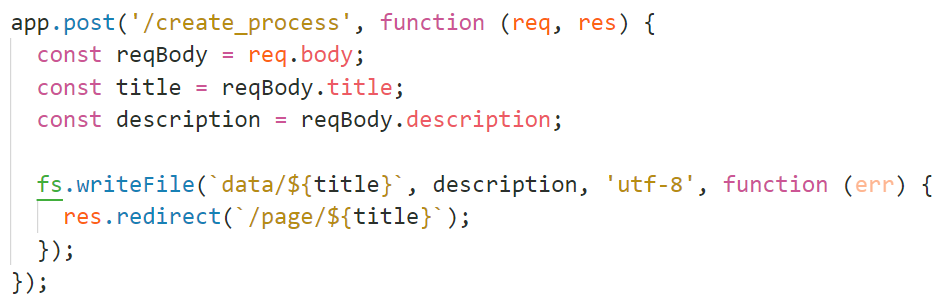 app.post('/create_process', function (req, res) {
  const reqBody = req.body;
  const title = reqBody.title;
  const description = reqBody.description;

  fs.writeFile(`data/${title}`, description, 'utf-8', function (err) {
    res.redirect(`/page/${title}`);
  });
});